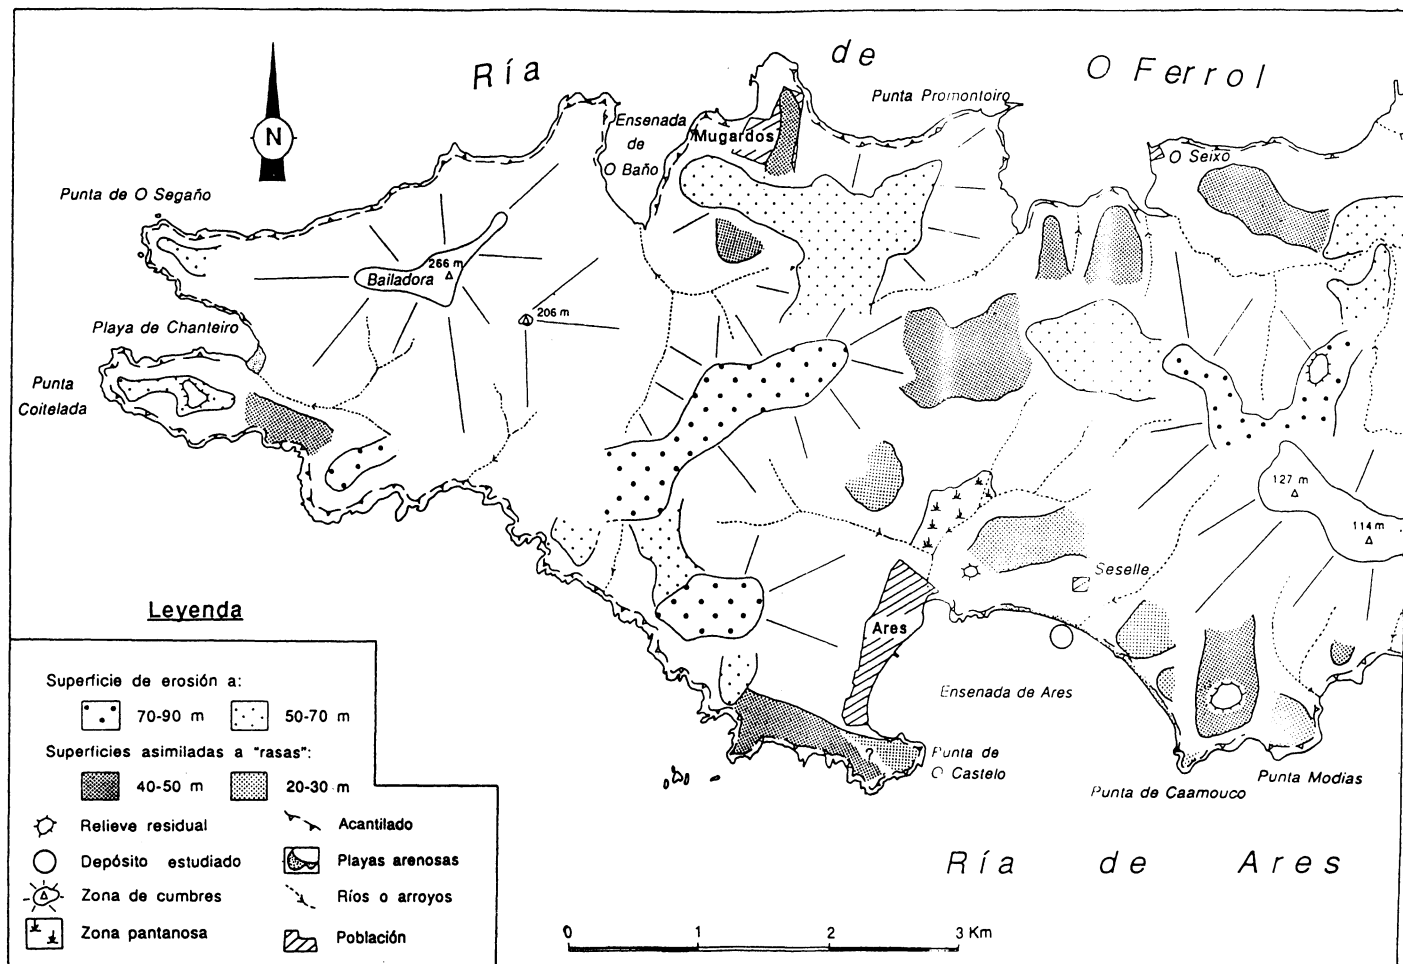 Ría de O Ferrol
N
Punta Promontoiro
Ensenada
de
O Baño
Mugardos
O Seixo
Punta de O Segaño
266 m
Bailadora
206 m
Playa de Chanteiro
Punta
Coitelada
127 m
114 m
Seselle
Ares
Ensenada de Ares
?
Punta de
O Castelo
Punta de Caamouco
Punta Modias
Ría de Ares
Leyenda
Superficie de erosión a:
70-90 m
50-70 m
Superficies asimiladas a "rasas":
40-50 m
20-30 m
Relieve residual
Acantilado
Depósito estudiado
Playas arenosas
Zona de cumbres
Ríos o arroyos
Zona pantanosa
Población
0 1 2 3 Km